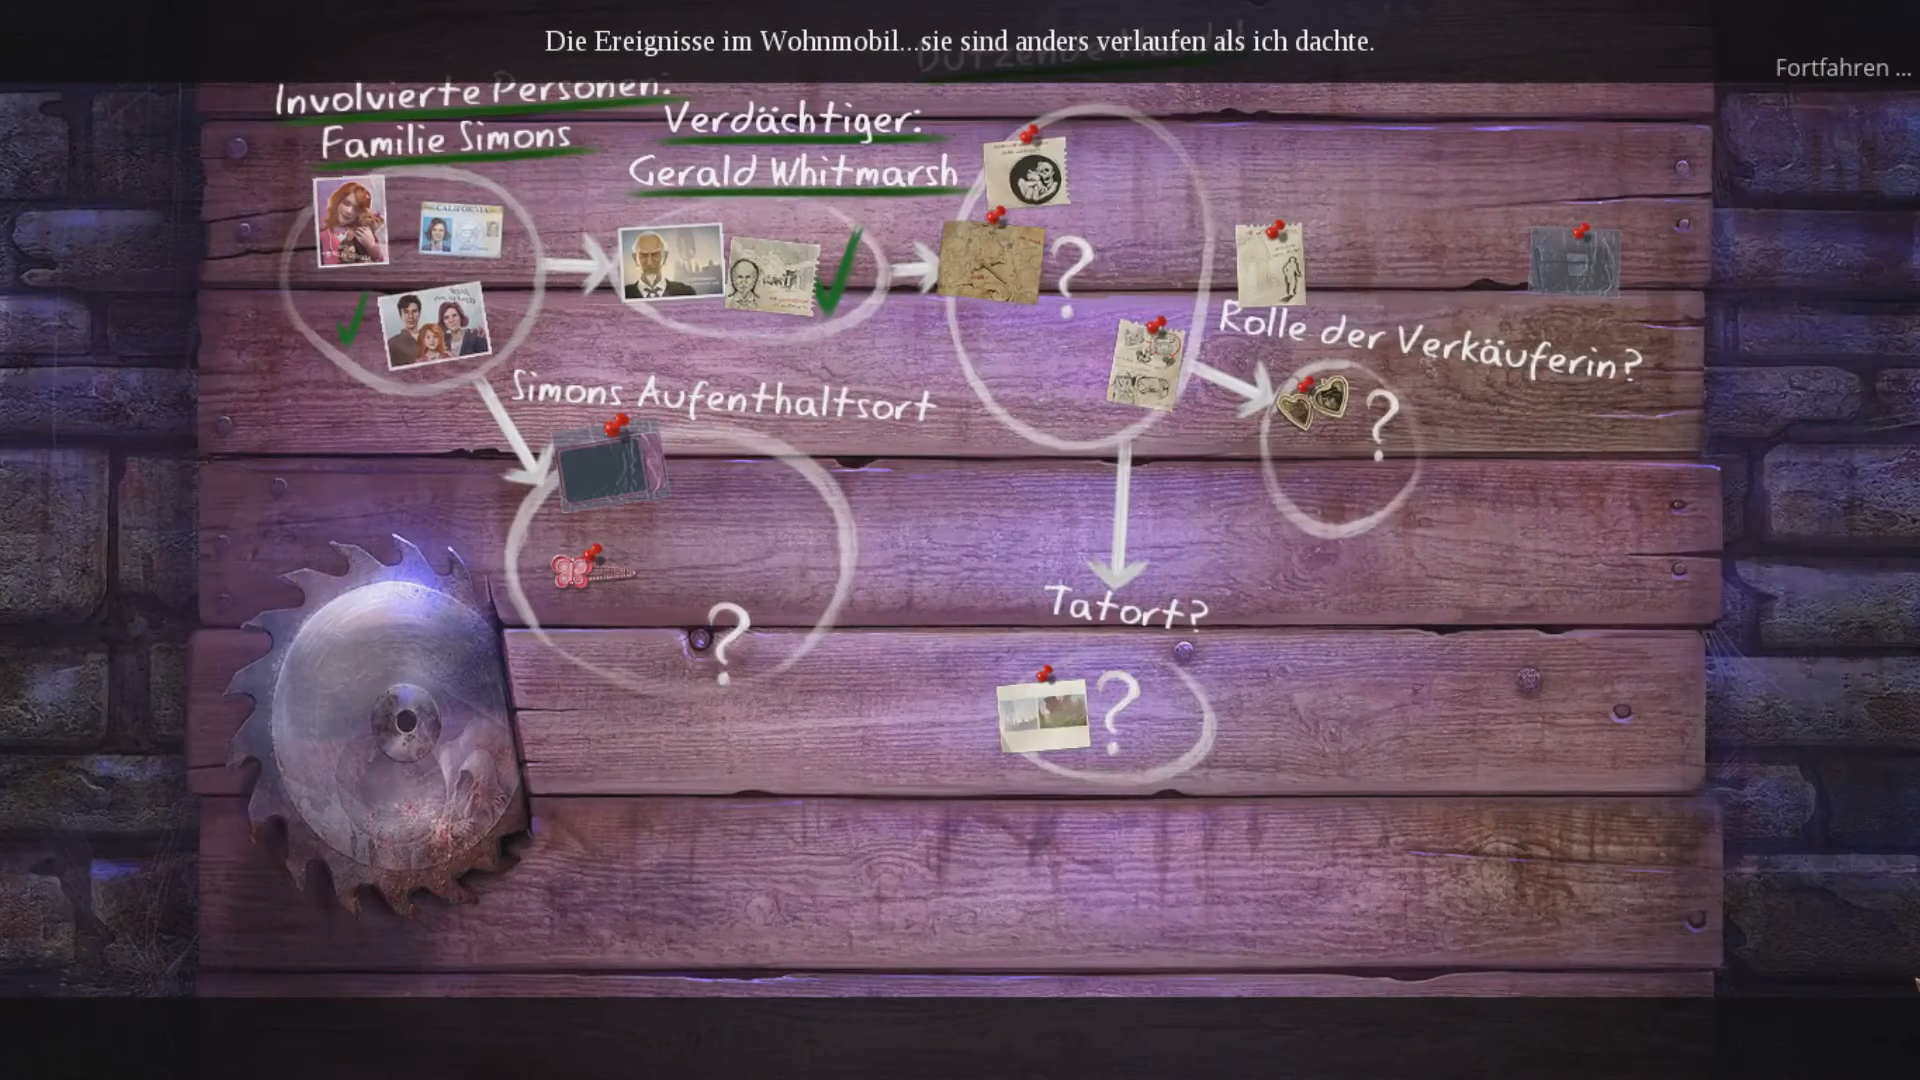 Die Ereignisse im Wohnmobil...sie sind anders verlaufen als ich dachte.
Fortfahren ...
Involvierte Personen:
Familie Simons
Verdächtiger:
Gerald Whitmarsh
CALIFORNIA
?
Rolle der Verkäuferin?
?
Simons Aufenthaltsort
?
Tatort?
?